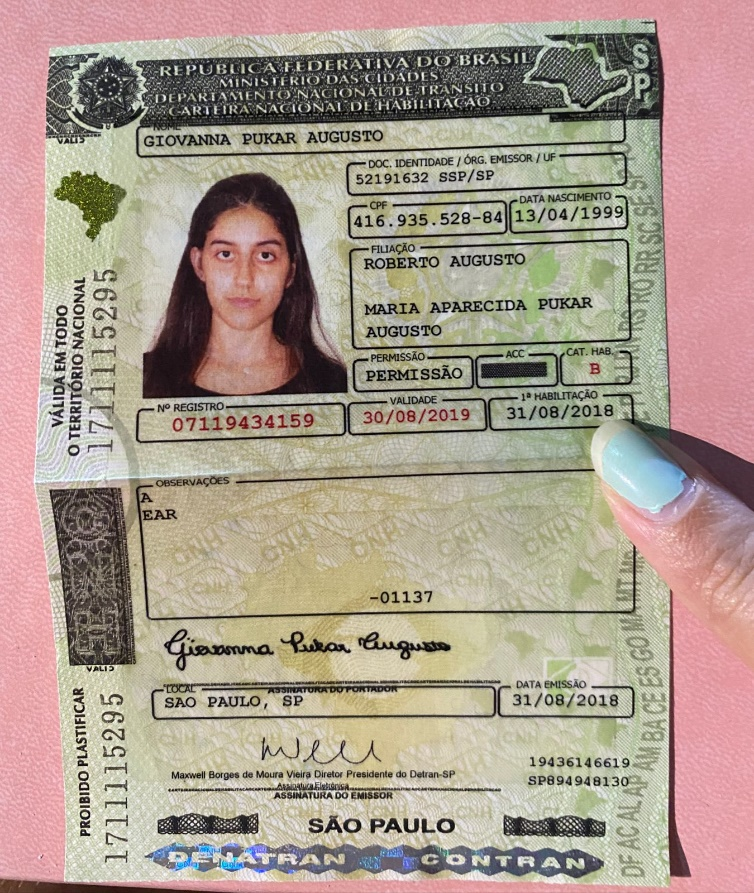 REPÚBLICA FEDERATIVA DO BRASIL
MINISTÉRIO DAS CIDADES
DEPARTAMENTO NACIONAL DE TRÂNSITO
CARTEIRA NACIONAL DE HABILITAÇÃO
SP
VALID
NOME
GIOVANNA PUKAR AUGUSTO
DOC. IDENTIDADE / ÓRG. EMISSOR / UF
52191632 SSP/SP
CPF
416.935.528-84
DATA NASCIMENTO
13/04/1999
FILIAÇÃO
ROBERTO AUGUSTO
MARIA APARECIDA PUKAR
AUGUSTO
PERMISSÃO
PERMISSÃO
ACC
CAT. HAB.
B
Nº REGISTRO
07119434159
VALIDADE
30/08/2019
1ª HABILITAÇÃO
31/08/2018
VÁLIDA EM TODO
O TERRITÓRIO NACIONAL
1711115295
OBSERVAÇÕES
A
EAR
-01137
Giovanna Pukar Augusto
ASSINATURA DO PORTADOR
VALID
LOCAL
SAO PAULO, SP
DATA EMISSÃO
31/08/2018
Maxwell Borges de Moura Vieira Diretor Presidente do Detran-SP
Assinatura Eletrônica
ASSINATURA DO EMISSOR
19436146619
SP894948130
PROIBIDO PLASTIFICAR
1711115295
SÃO PAULO
DENATRAN CONTRAN